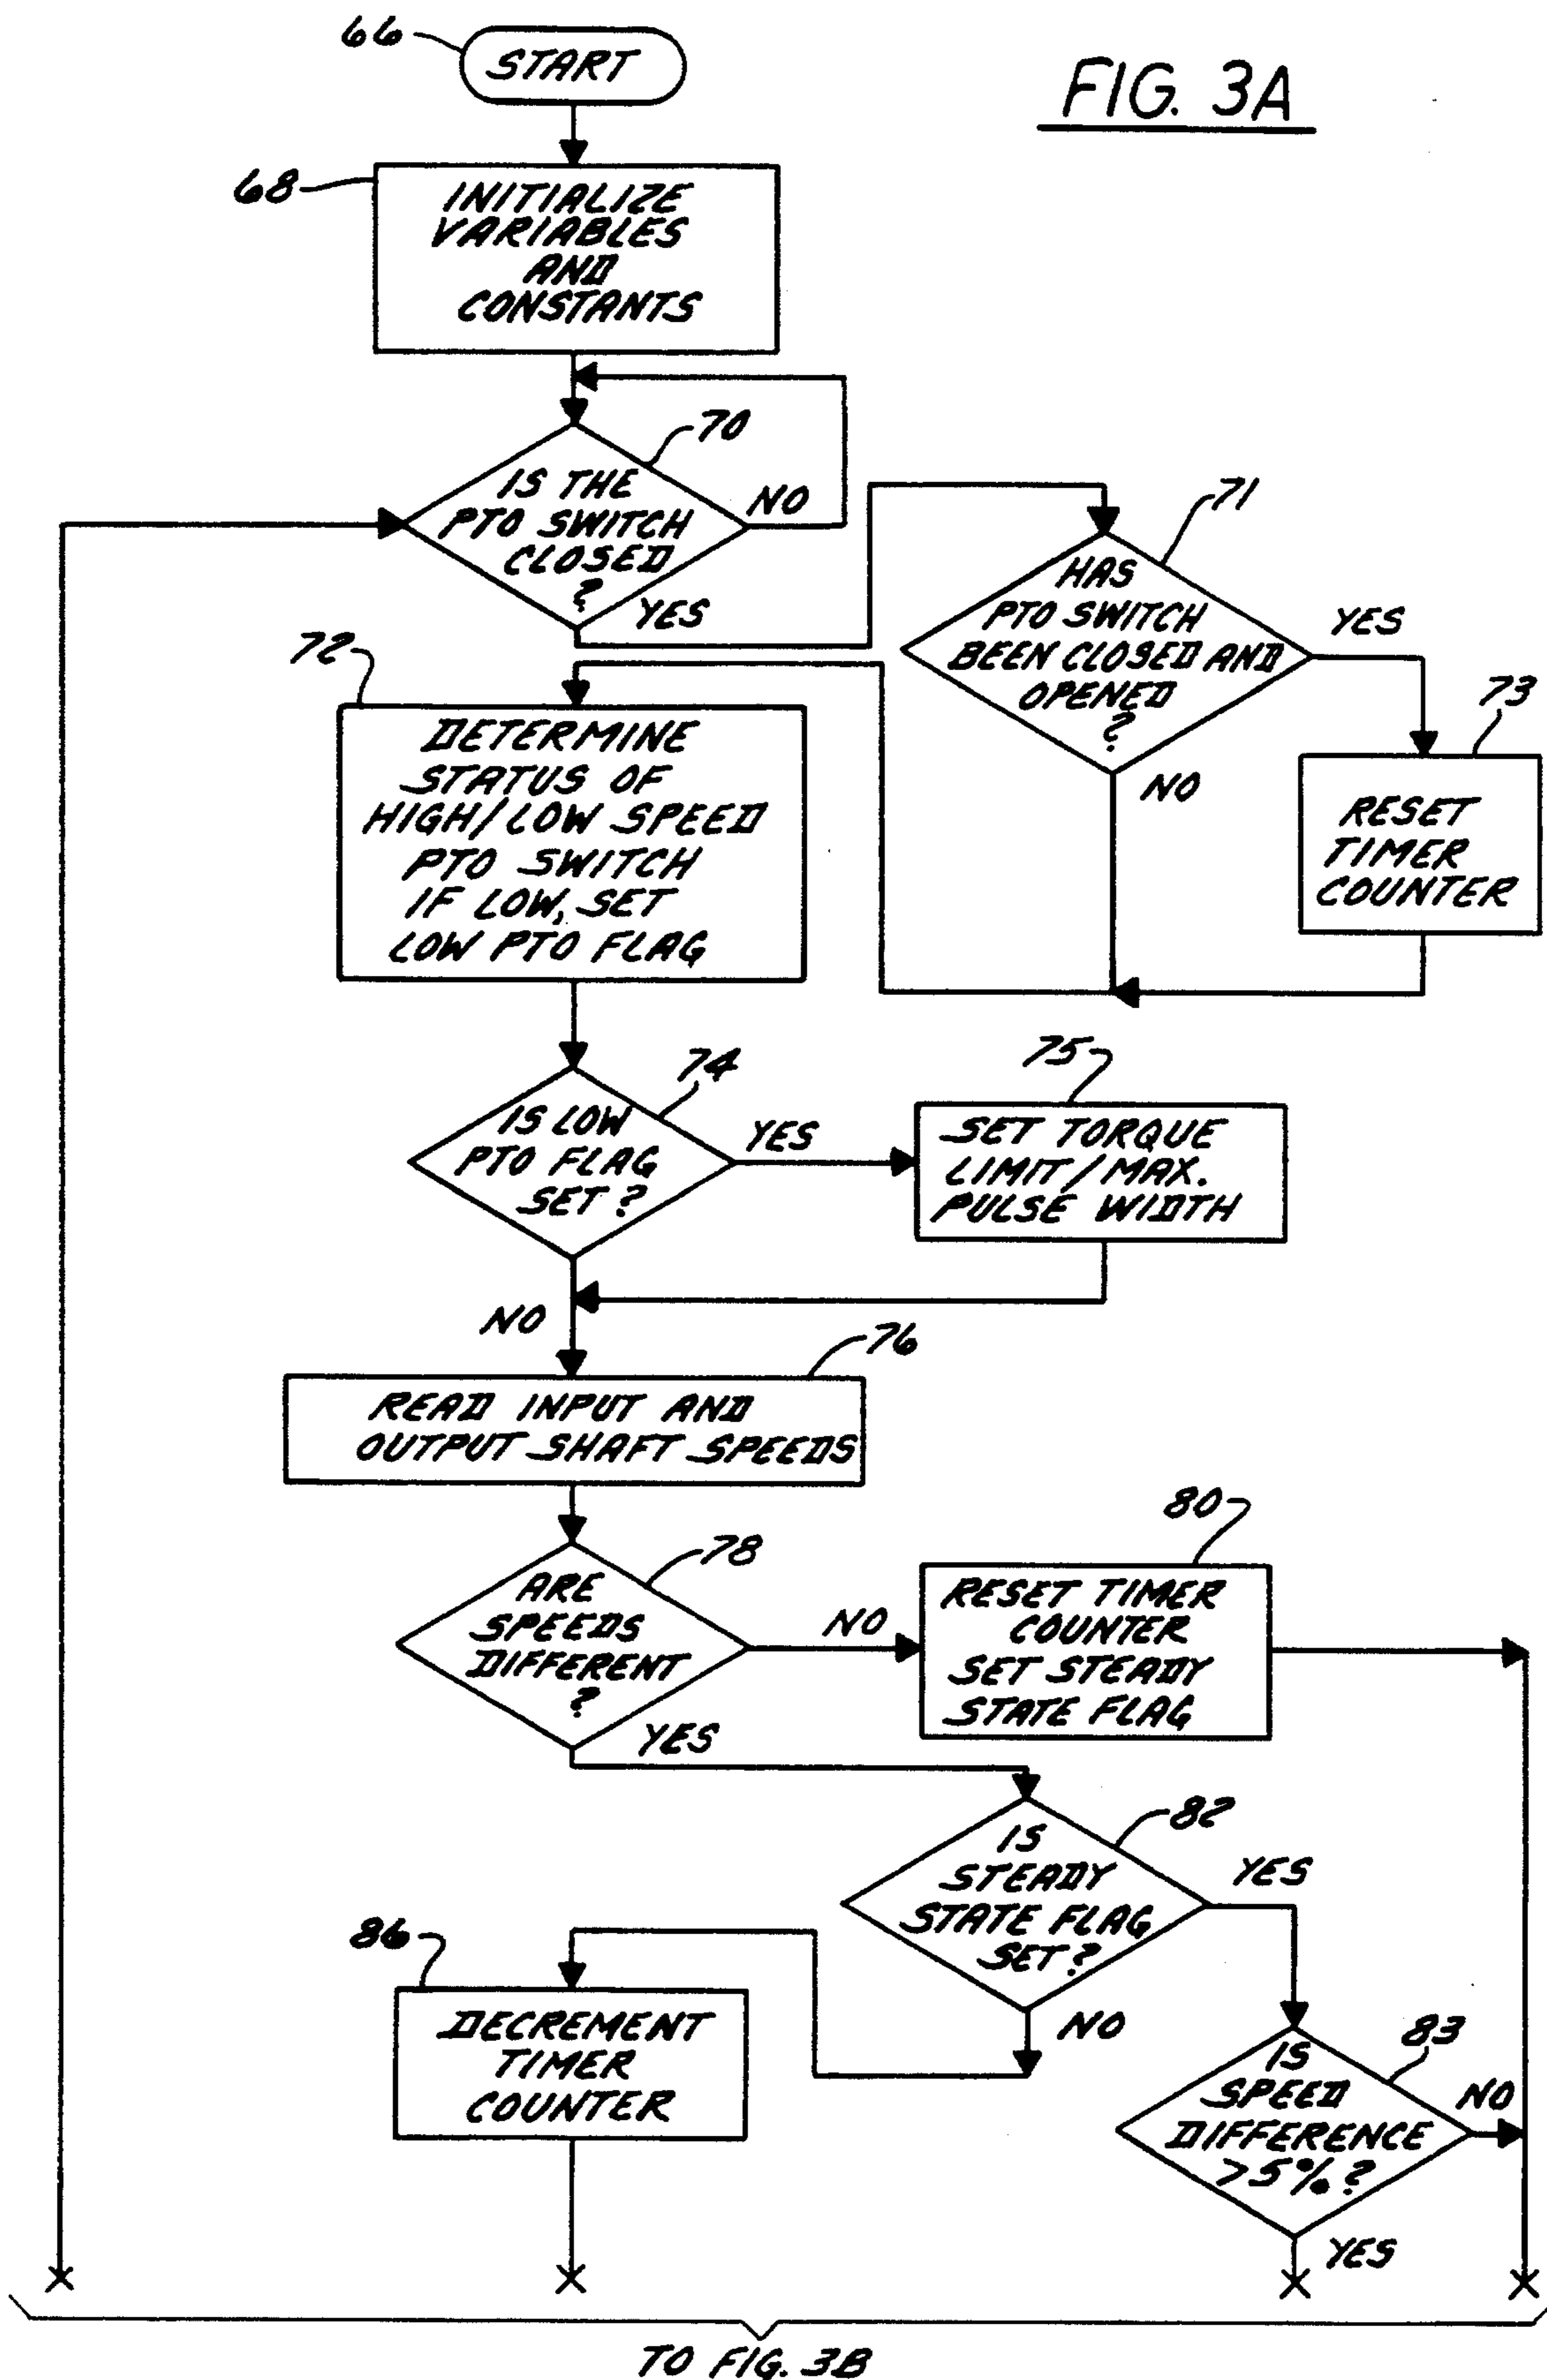 66
START
FIG. 3A
68
INITIALIZE
VARIABLES
AND
CONSTANTS
70
IS THE
PTO SWITCH
CLOSED
?
NO
YES
71
HAS
PTO SWITCH
BEEN CLOSED AND
OPENED
?
YES
NO
73
RESET
TIMER
COUNTER
72
DETERMINE
STATUS OF
HIGH/LOW SPEED
PTO SWITCH
IF LOW, SET
LOW PTO FLAG
74
IS LOW
PTO FLAG
SET?
YES
NO
75
SET TORQUE
LIMIT/MAX.
PULSE WIDTH
76
READ INPUT AND
OUTPUT SHAFT SPEEDS
78
ARE
SPEEDS
DIFFERENT
?
NO
YES
80
RESET TIMER
COUNTER
SET STEADY
STATE FLAG
82
IS
STEADY
STATE FLAG
SET?
YES
NO
86
DECREMENT
TIMER
COUNTER
83
IS
SPEED
DIFFERENCE
>5%?
NO
YES
X X X X
TO FIG. 3B